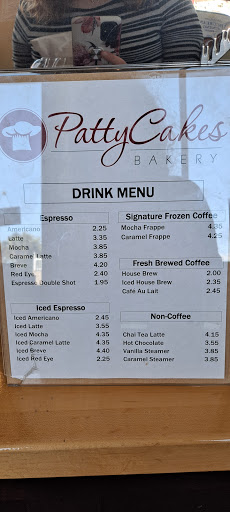 PattyCakes
BAKERY
DRINK MENU
Espresso
Americano 2.25
Latte 3.35
Mocha 3.85
Caramel Latte 3.85
Breve 4.20
Red Eye 2.40
Espresso Double Shot 1.95
Iced Espresso
Iced Americano 2.45
Iced Latte 3.55
Iced Mocha 4.35
Iced Caramel Latte 4.35
Iced Breve 4.40
Iced Red Eye 2.55
Signature Frozen Coffee
Mocha Frappe 4.35
Caramel Frappe 4.25
Fresh Brewed Coffee
House Brew 2.00
Iced House Brew 2.35
Cafe Au Lait 2.45
Non-Coffee
Chai Tea Latte 4.15
Hot Chocolate 3.55
Vanilla Steamer 3.85
Caramel Steamer 3.85